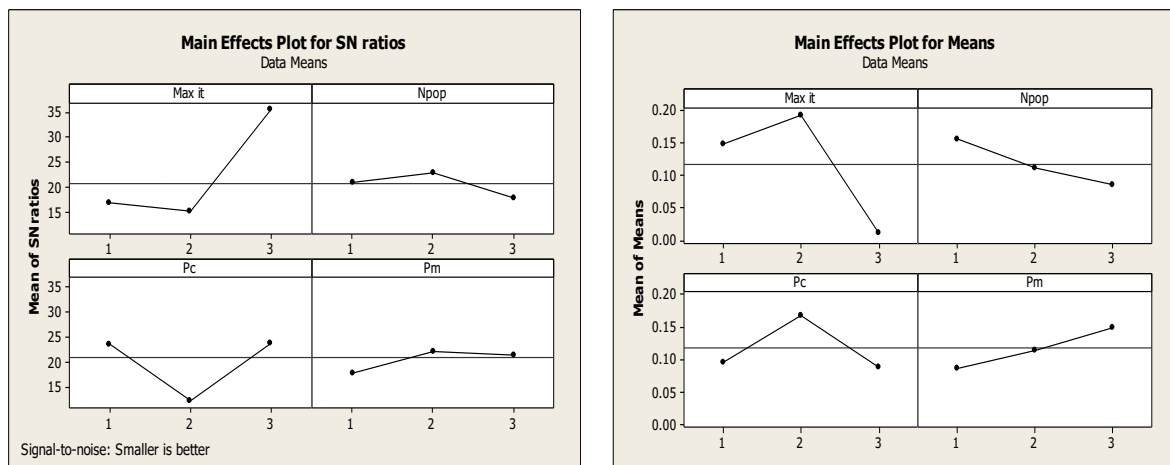 Main Effects Plot for SN ratios
Data Means
Mean of SN ratios
Max it
Npop
35
30
25
20
15
1
2
3
1
2
3
Pc
Pm
35
30
25
20
15
1
2
3
1
2
3
Signal-to-noise: Smaller is better
Main Effects Plot for Means
Data Means
Mean of Means
Max it
Npop
0.20
0.15
0.10
0.05
0.00
1
2
3
1
2
3
Pc
Pm
0.20
0.15
0.10
0.05
0.00
1
2
3
1
2
3